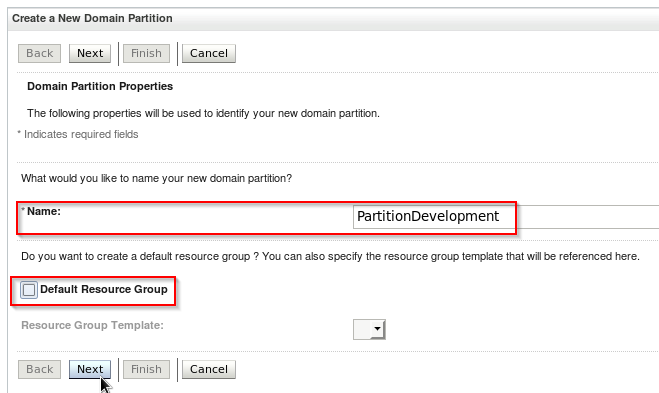 Create a New Domain Partition
Back Next Finish Cancel
Domain Partition Properties
The following properties will be used to identify your new domain partition.
* Indicates required fields
What would you like to name your new domain partition?
* Name: PartitionDevelopment
Do you want to create a default resource group ? You can also specify the resource group template that will be referenced here.
Default Resource Group
Resource Group Template:
Back Next Finish Cancel